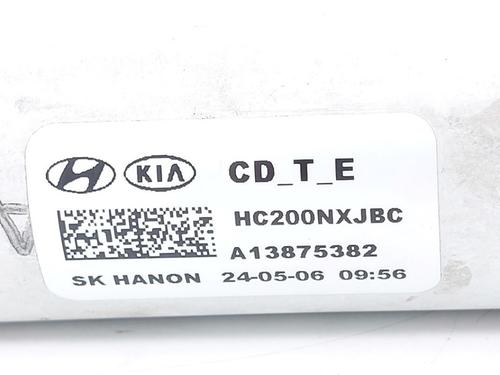 KIA CD_T_E
HC200NXJBC
A13875382
SK HANON 24-05-06 09:56